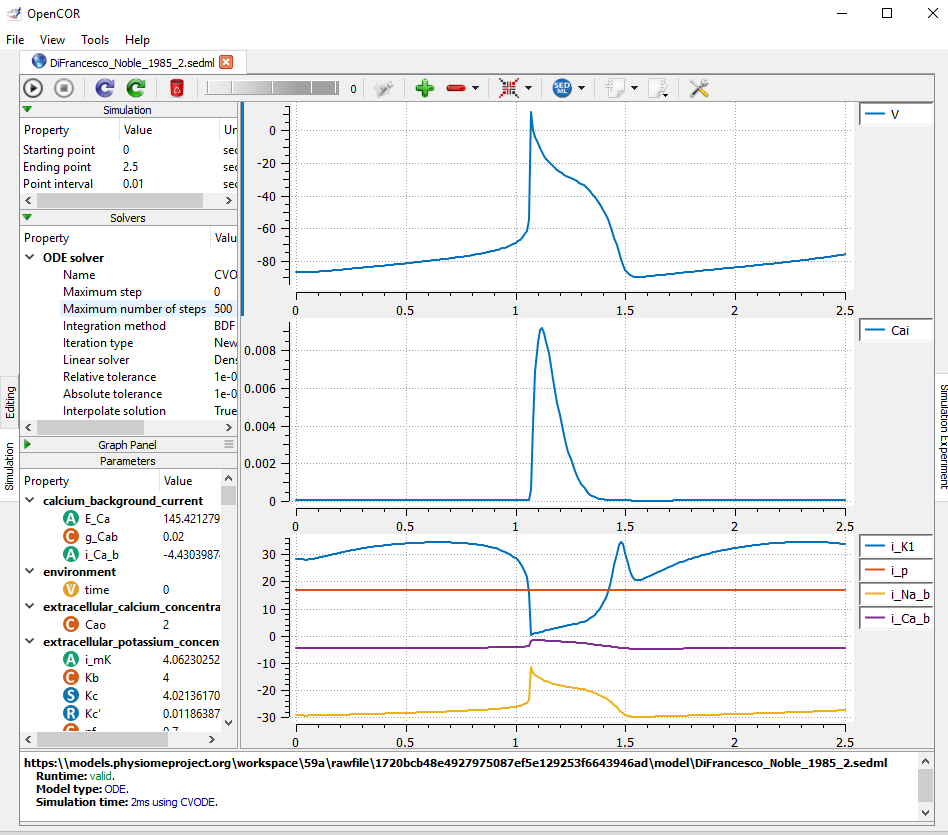 OpenCOR
File View Tools Help
DiFrancesco_Noble_1985_2.sedml
0
SED ML
Simulation
Property Value Un
Starting point 0 sec
Ending point 2.5 sec
Point interval 0.01 sec
Solvers
Property Valu
ODE solver
Name CVO
Maximum step 0
Maximum number of steps 500
Integration method BDF
Iteration type New
Linear solver Dens
Relative tolerance 1e-0
Absolute tolerance 1e-0
Interpolate solution True
Graph Panel
Parameters
Property Value
calcium_background_current
A E_Ca 145.421279
C g_Cab 0.02
A i_Ca_b -4.4303987
environment
V time 0
extracellular_calcium_concentra
C Cao 2
extracellular_potassium_concen
A i_mK 4.06230252
C Kb 4
S Kc 4.02136170
R Kc' 0.01186387
Editing
Simulation
Simulation Experiment
0
-20
-40
-60
-80
0 0.5 1 1.5 2 2.5
V
0.008
0.006
0.004
0.002
0
0 0.5 1 1.5 2 2.5
Cai
30
20
10
0
-10
-20
-30
0 0.5 1 1.5 2 2.5
i_K1
i_p
i_Na_b
i_Ca_b
https:\\models.physiomeproject.org\workspace\59a\rawfile\1720bcb48e4927975087ef5e129253f6643946ad\model\DiFrancesco_Noble_1985_2.sedml
Runtime: valid.
Model type: ODE.
Simulation time: 2ms using CVODE.